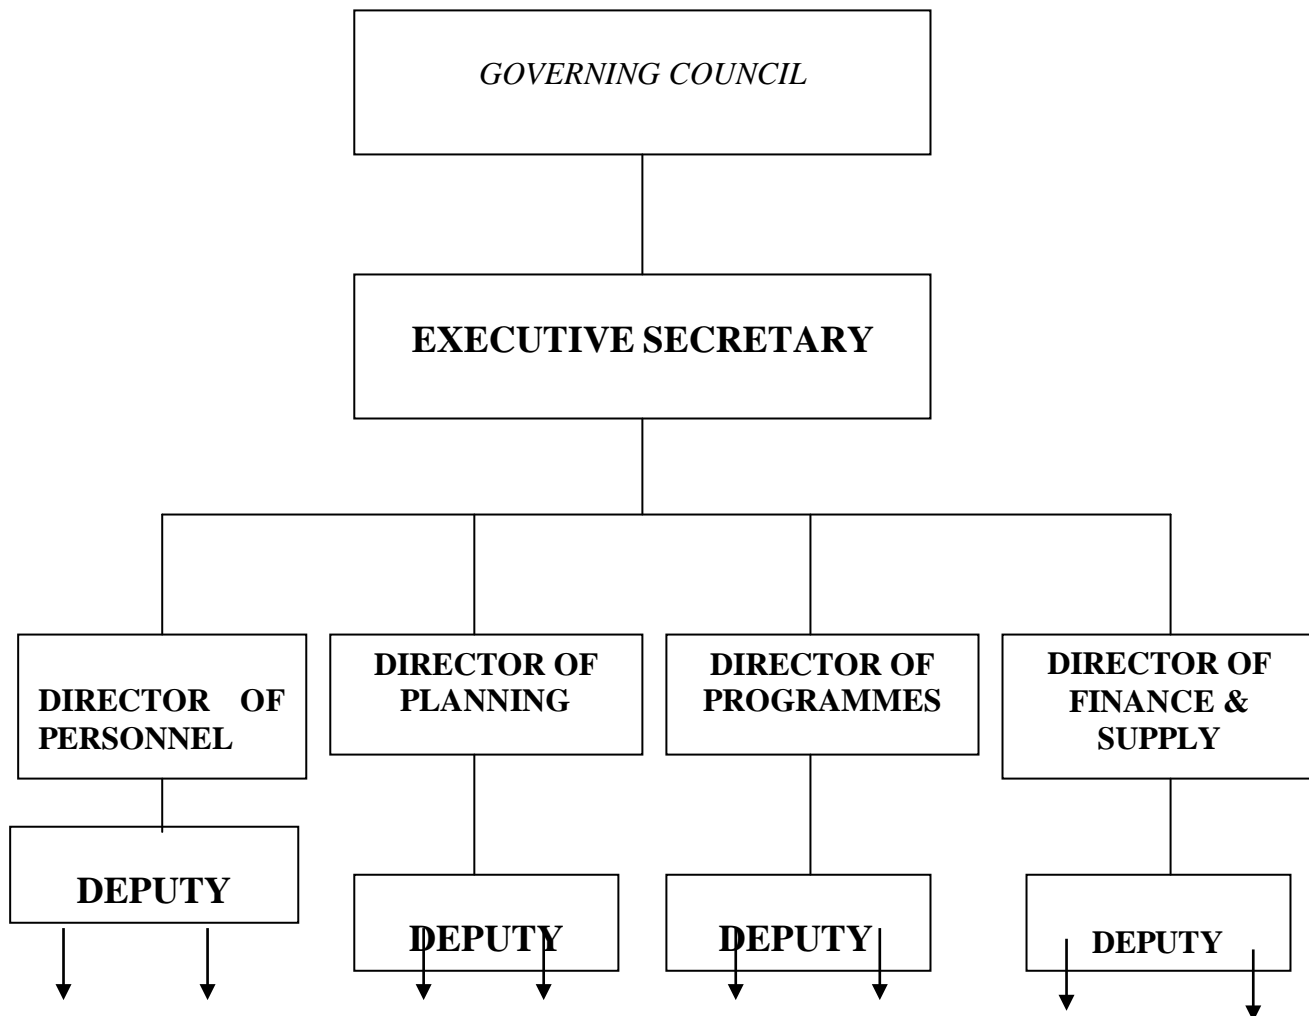 GOVERNING COUNCIL
EXECUTIVE SECRETARY
DIRECTOR OF
PERSONNEL
DIRECTOR OF
PLANNING
DIRECTOR OF
PROGRAMMES
DIRECTOR OF
FINANCE &
SUPPLY
DEPUTY
DEPUTY
DEPUTY
DEPUTY